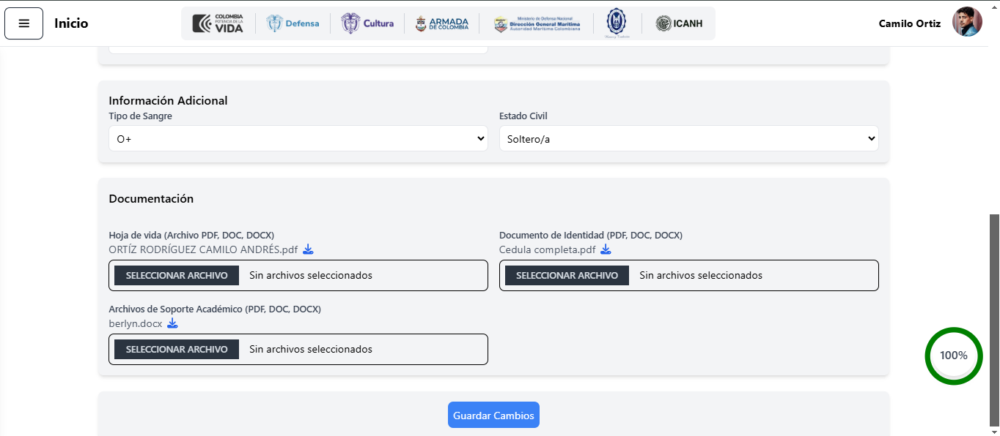 Inicio
COLOMBIA
POTENCIA DE LA
VIDA
Defensa
Cultura
ARMADA
DE COLOMBIA
Ministerio de Defensa Nacional
Dirección General Marítima
Autoridad Marítima Colombiana
ICANH
Camilo Ortiz
Información Adicional
Tipo de Sangre
Estado Civil
O+
Soltero/a
Documentación
Hoja de vida (Archivo PDF, DOC, DOCX)
Documento de Identidad (PDF, DOC, DOCX)
ORTÍZ RODRÍGUEZ CAMILO ANDRÉS.pdf
Cedula completa.pdf
SELECCIONAR ARCHIVO Sin archivos seleccionados
SELECCIONAR ARCHIVO Sin archivos seleccionados
Archivos de Soporte Académico (PDF, DOC, DOCX)
berlyn.docx
SELECCIONAR ARCHIVO Sin archivos seleccionados
100%
Guardar Cambios